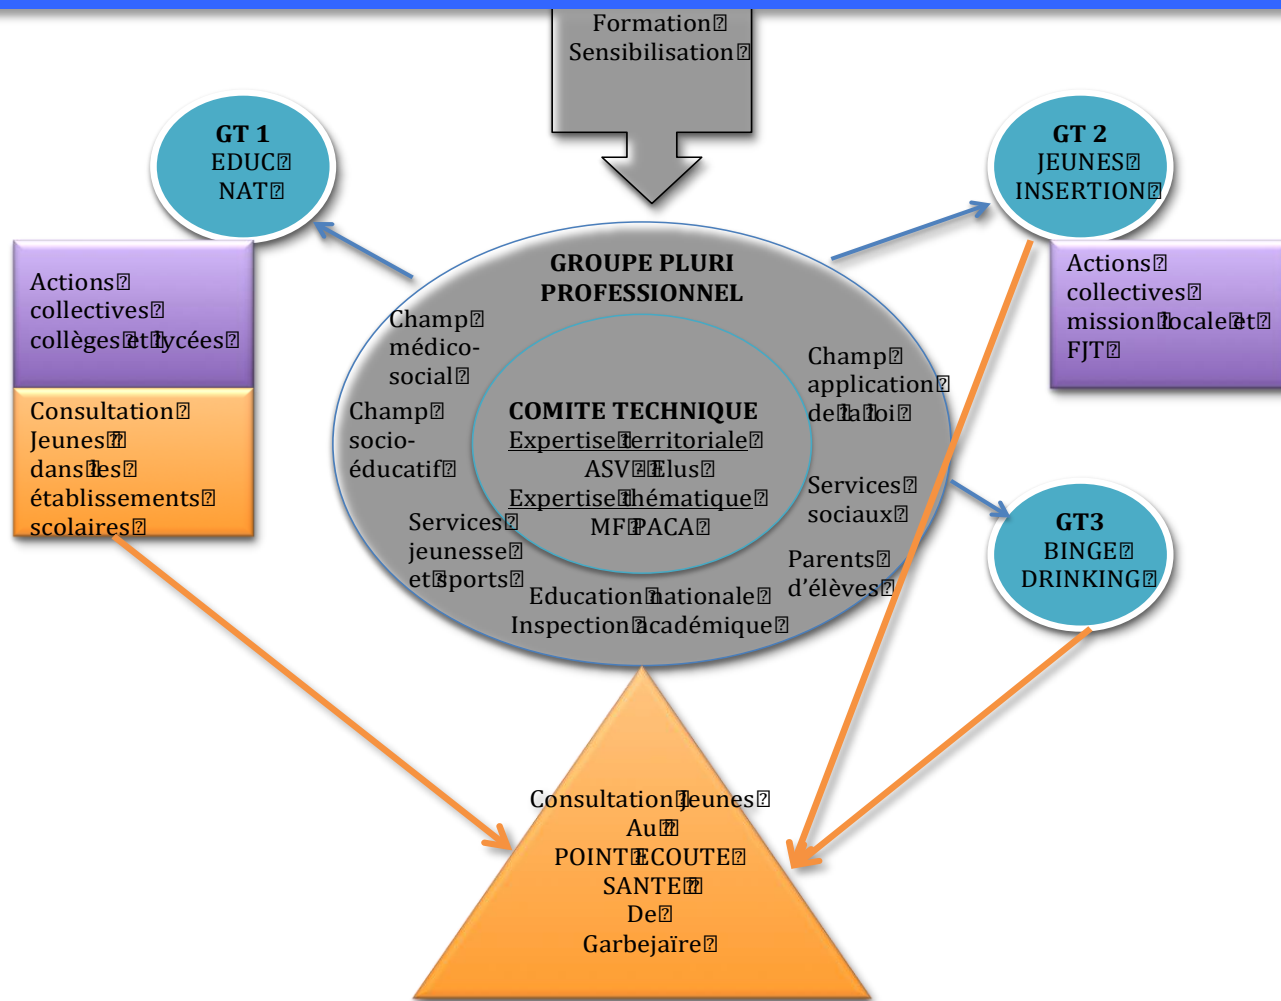 Formation
Sensibilisation
GT 1
EDUC
NAT
GT 2
JEUNES
INSERTION
Actions
collectives
collèges et lycées
Consultation
Jeunes
dans les
établissements
scolaires
GROUPE PLURI
PROFESSIONNEL
Champ
médico-
social
Champ
socio-
éducatif
Services
jeunesse
et sports
COMITE TECHNIQUE
Expertise territoriale
ASV - Elus
Expertise thématique
MF PACA
Champ
application
de la loi
Services
sociaux
Parents
d'élèves
Education nationale
Inspection académique
Actions
collectives
mission locale et
FJT
GT3
BINGE
DRINKING
Consultation Jeunes
Au
POINT ECOUTE
SANTE
De
Garbejaïre